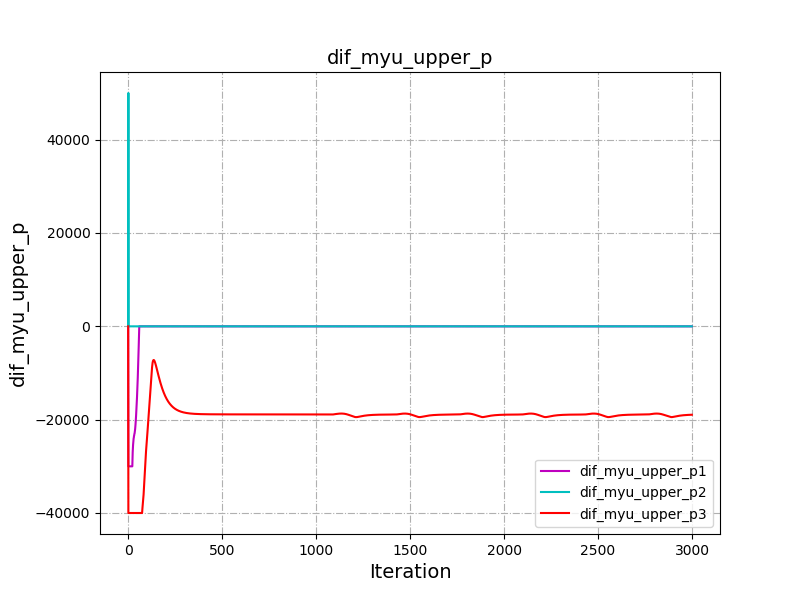 dif_myu_upper_p
dif_myu_upper_p
40000
20000
0
−20000
−40000
0 500 1000 1500 2000 2500 3000
Iteration
dif_myu_upper_p1
dif_myu_upper_p2
dif_myu_upper_p3